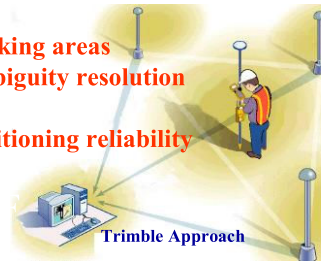 king areas
biguity resolution
itioning reliability
Trimble Approach